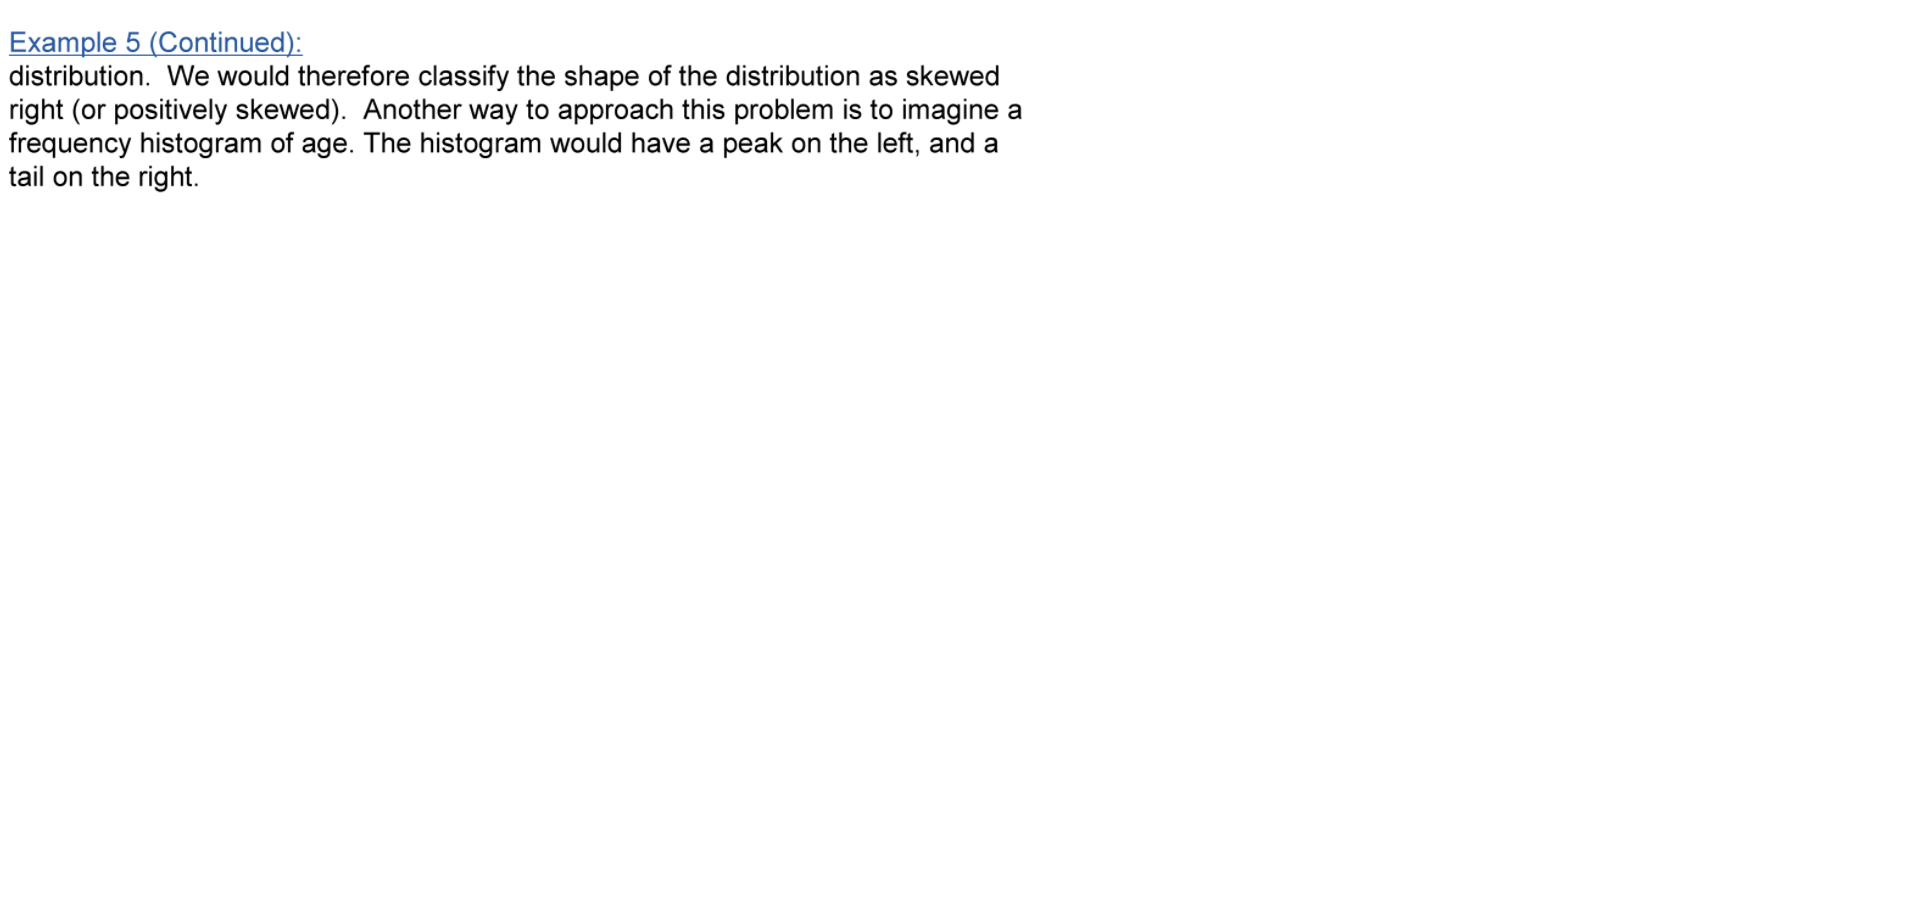 Example 5 (Continued):
distribution.  We would therefore classify the shape of the distribution as skewed
right (or positively skewed).  Another way to approach this problem is to imagine a
frequency histogram of age. The histogram would have a peak on the left, and a
tail on the right.